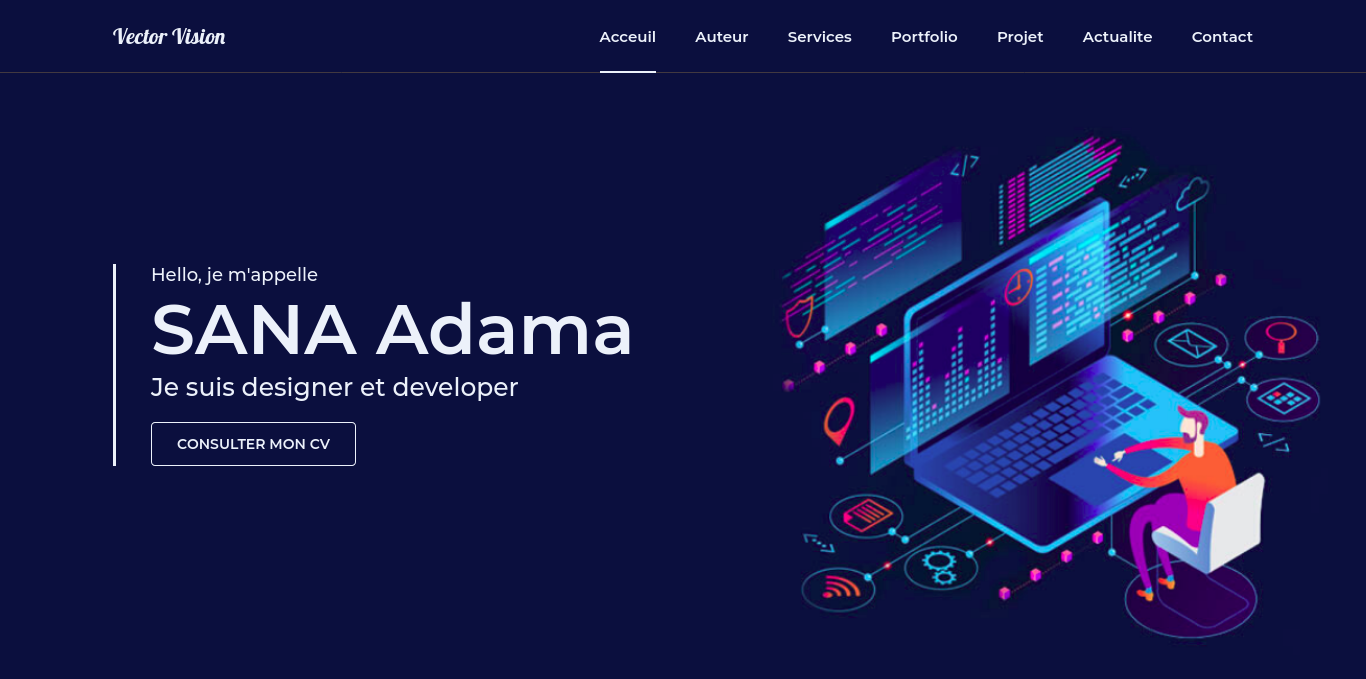 Vector Vision
Acceuil Auteur Services Portfolio Projet Actualite Contact
Hello, je m'appelle
SANA Adama
Je suis designer et developer
CONSULTER MON CV